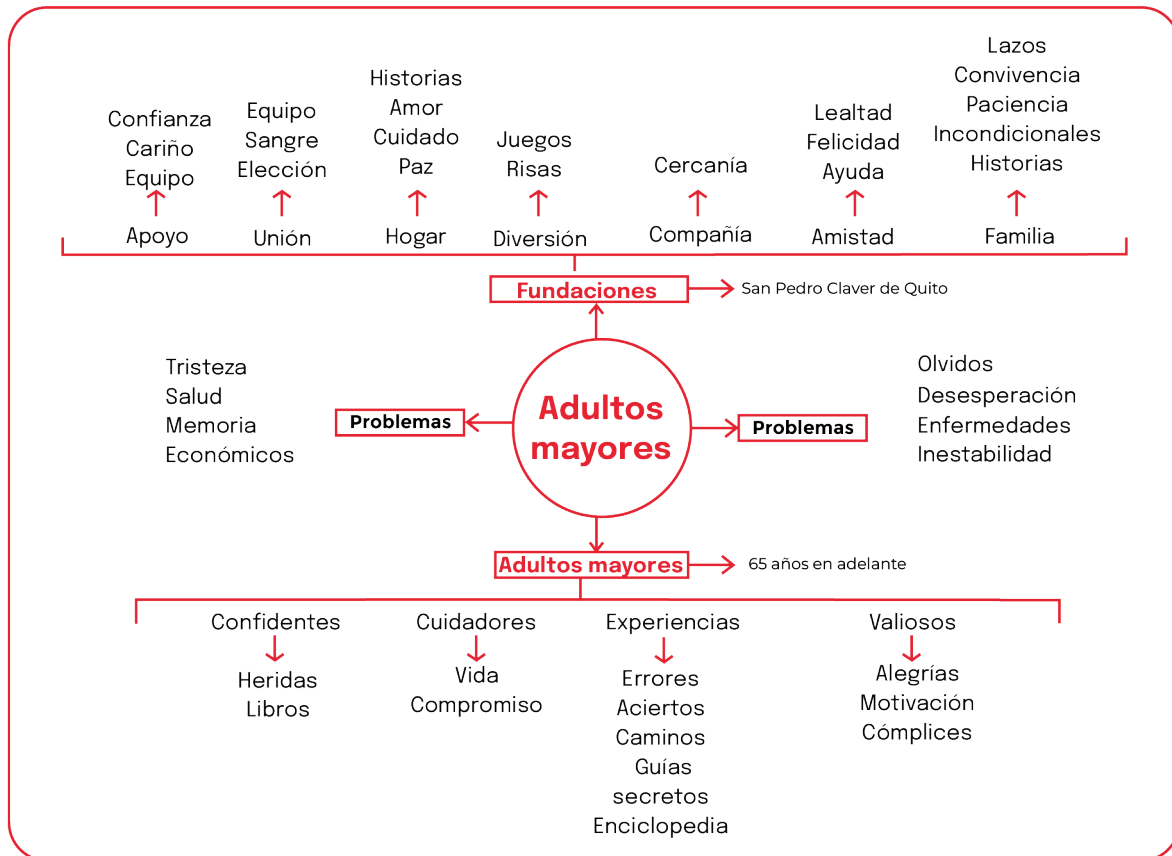 Confianza
Cariño
Equipo
Apoyo
Equipo
Sangre
Elección
Unión
Historias
Amor
Cuidado
Paz
Hogar
Juegos
Risas
Diversión
Cercanía
Compañía
Lealtad
Felicidad
Ayuda
Amistad
Lazos
Convivencia
Paciencia
Incondicionales
Historias
Familia
Fundaciones
San Pedro Claver de Quito
Tristeza
Salud
Memoria
Económicos
Problemas
Adultos
mayores
Problemas
Olvidos
Desesperación
Enfermedades
Inestabilidad
Adultos mayores
65 años en adelante
Confidentes
Heridas
Libros
Cuidadores
Vida
Compromiso
Experiencias
Errores
Aciertos
Caminos
Guías
secretos
Enciclopedia
Valiosos
Alegrías
Motivación
Cómplices